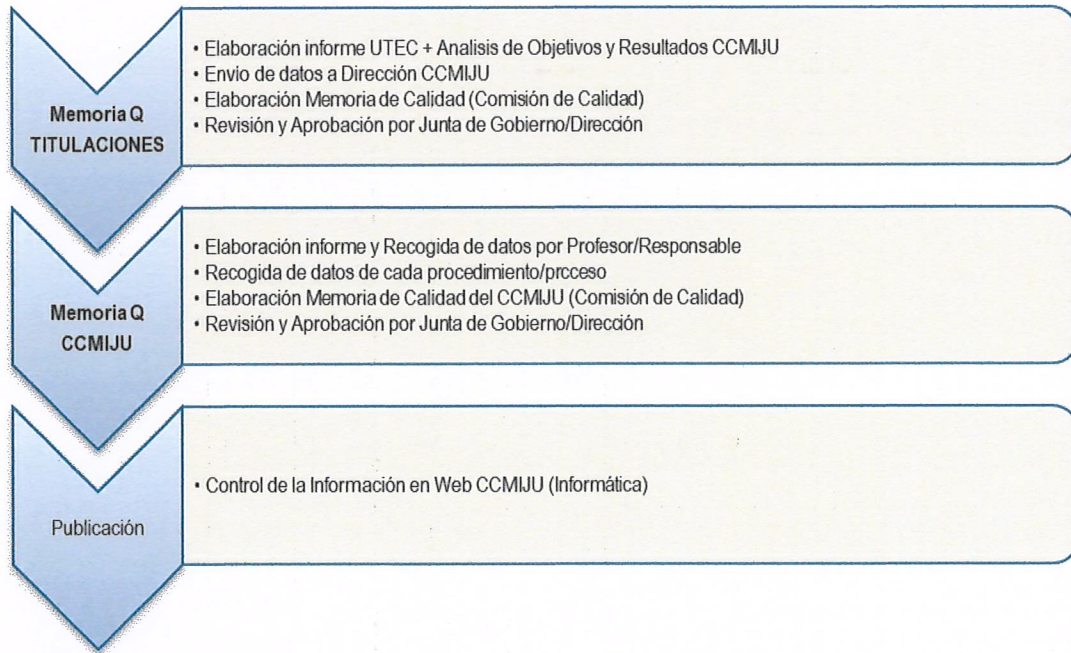 Memoria Q
TITULACIONES
• Elaboración informe UTEC + Analisis de Objetivos y Resultados CCMIJU
• Envio de datos a Dirección CCMIJU
• Elaboración Memoria de Calidad (Comisión de Calidad)
• Revisión y Aprobación por Junta de Gobierno/Dirección
Memoria Q
CCMIJU
• Elaboración informe y Recogida de datos por Profesor/Responsable
• Recogida de datos de cada procedimiento/prcceso
• Elaboración Memoria de Calidad del CCMIJU (Comisión de Calidad)
• Revisión y Aprobación por Junta de Gobierno/Dirección
Publicación
• Control de la Información en Web CCMIJU (Informática)